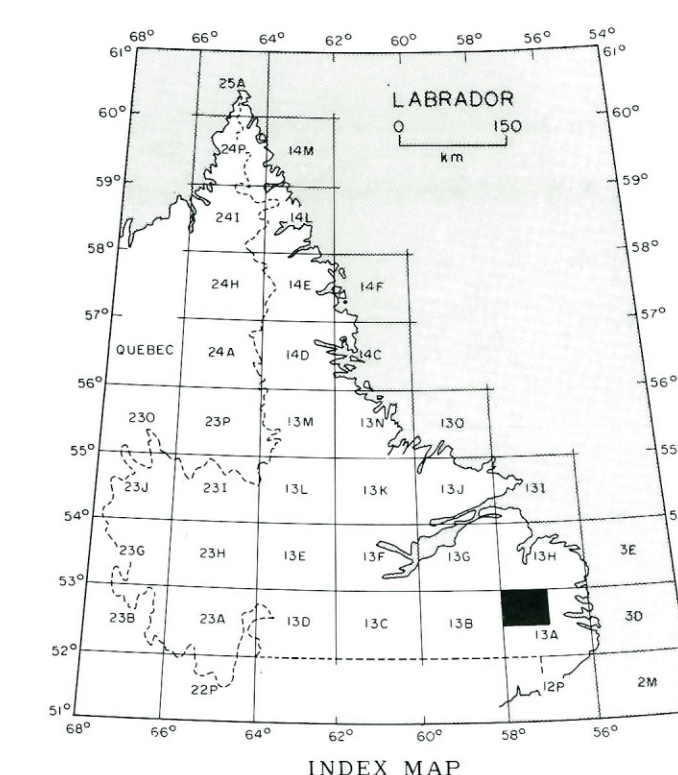 68° 66° 64° 62° 60° 58° 56° 54°
61° 61°
25A
LABRADOR
60° 60°
0 150
km
24P 14M
59° 59°
24I 14L
58° 58°
24H 14E 14F
57° 57°
QUEBEC 24A 14D 14C
56° 56°
23O 23P 13M 13N 13O
55° 55
23J 23I 13L 13K 13J 13I
54° 5
23G 23H 13E 13F 13G 13H 3E
53°
23B 23A 13D 13C 13B 13A 3D
52°
22P 12P 2M
51°
68° 66° 64° 62° 60° 58° 56°
INDEX MAP